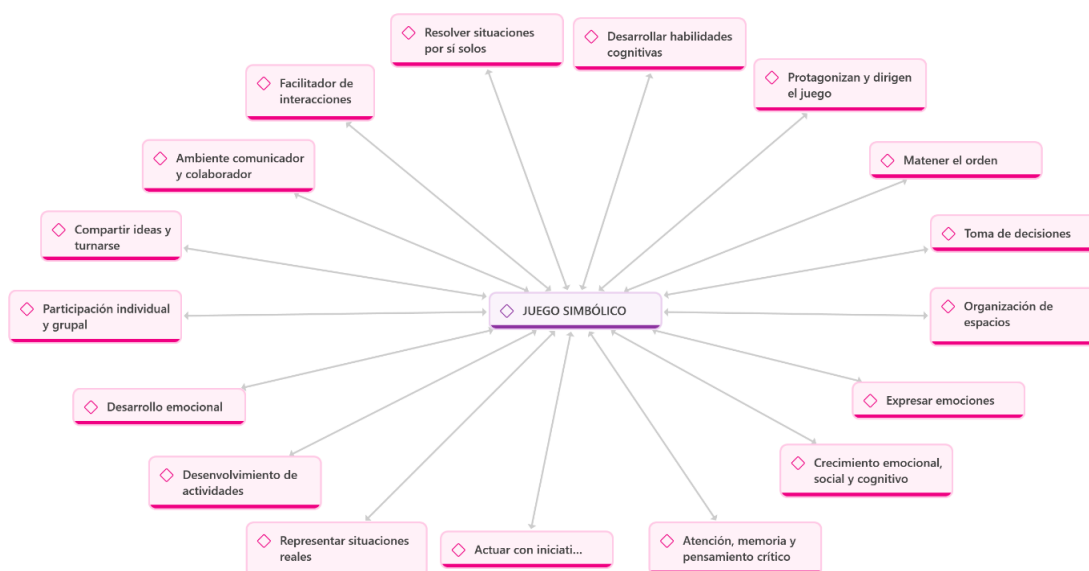 Resolver situaciones
por sí solos
Desarrollar habilidades
cognitivas
Facilitador de
interacciones
Protagonizan y dirigen
el juego
Ambiente comunicador
y colaborador
Matener el orden
Compartir ideas y
turnarse
Toma de decisiones
Participación individual
y grupal
JUEGO SIMBÓLICO
Organización de
espacios
Desarrollo emocional
Expresar emociones
Desenvolvimiento de
actividades
Crecimiento emocional,
social y cognitivo
Representar situaciones
reales
Actuar con iniciati...
Atención, memoria y
pensamiento crítico